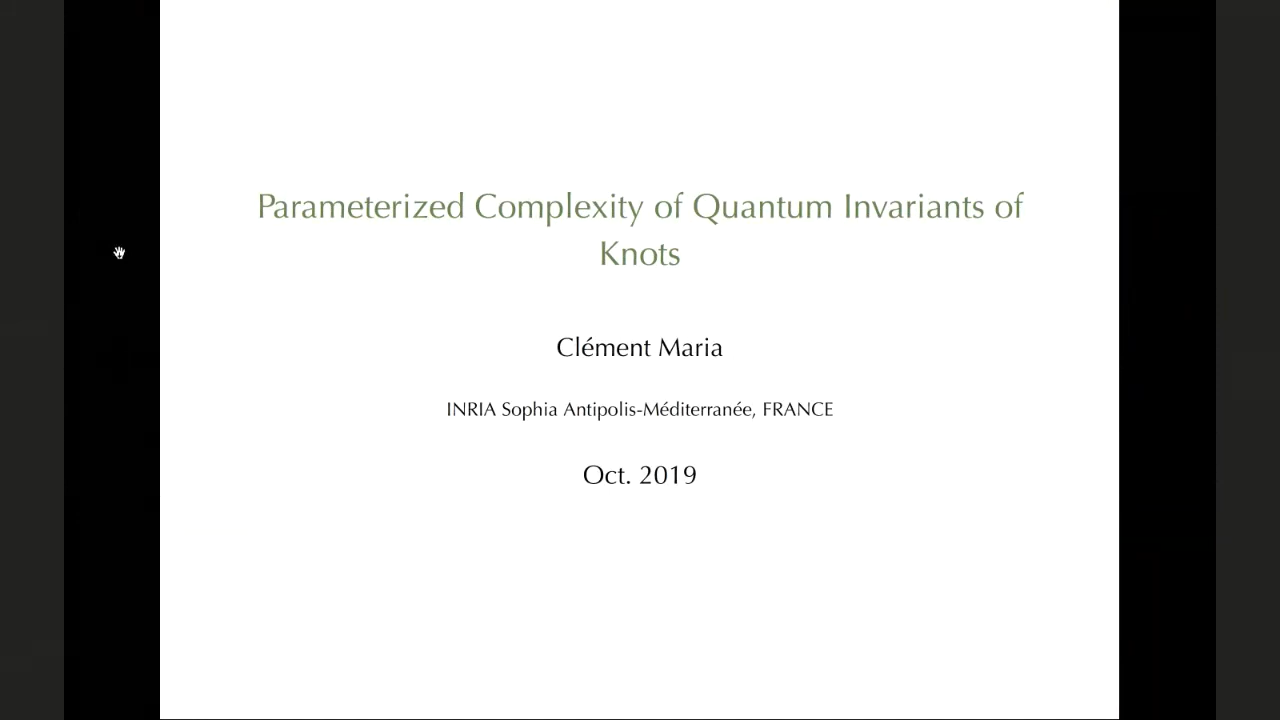 Parameterized Complexity of Quantum Invariants of
Knots
Clément Maria
INRIA Sophia Antipolis-Méditerranée, FRANCE
Oct. 2019